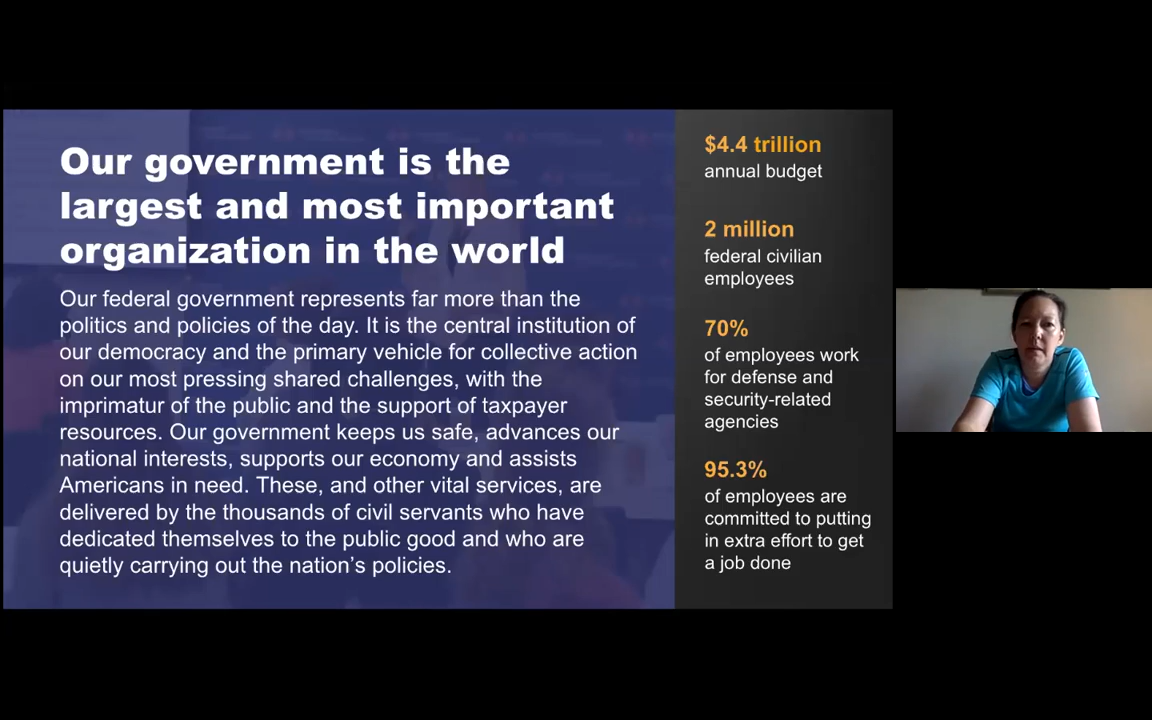 Our government is the
largest and most important
organization in the world
Our federal government represents far more than the
politics and policies of the day. It is the central institution of
our democracy and the primary vehicle for collective action
on our most pressing shared challenges, with the
imprimatur of the public and the support of taxpayer
resources. Our government keeps us safe, advances our
national interests, supports our economy and assists
Americans in need. These, and other vital services, are
delivered by the thousands of civil servants who have
dedicated themselves to the public good and who are
quietly carrying out the nation’s policies.
$4.4 trillion
annual budget
2 million
federal civilian
employees
70%
of employees work
for defense and
security-related
agencies
95.3%
of employees are
committed to putting
in extra effort to get
a job done